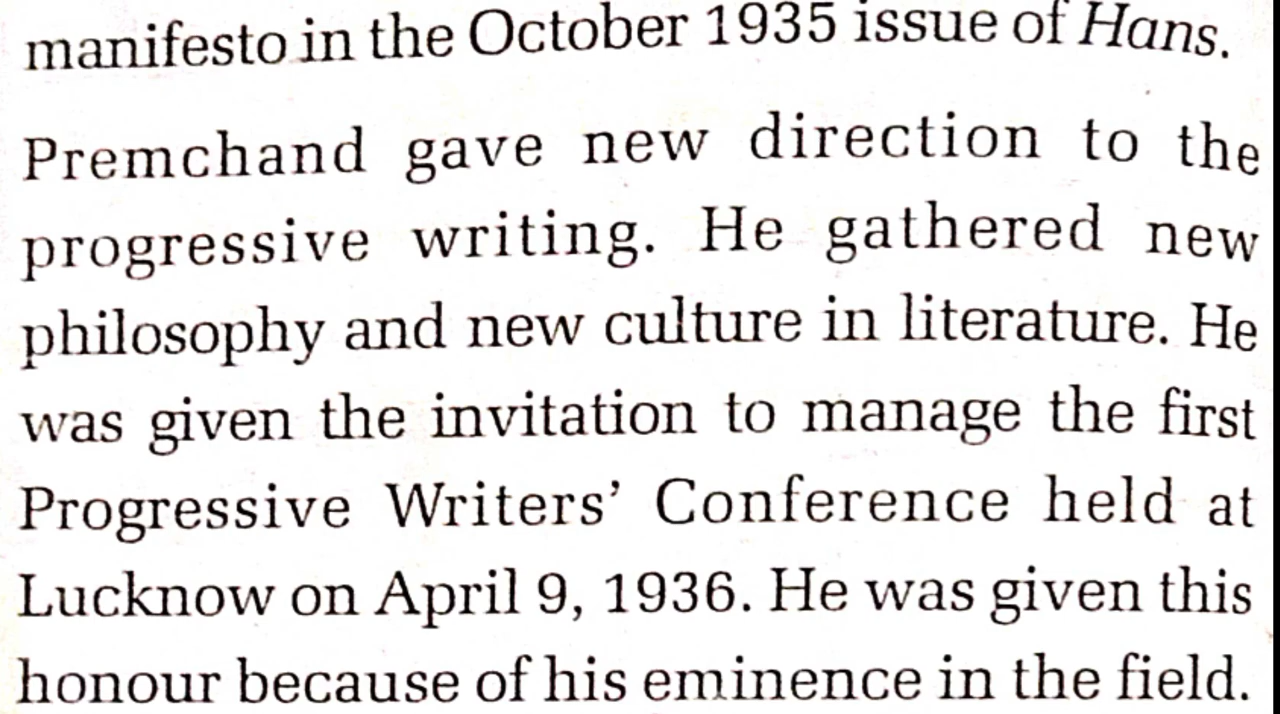 manifesto in the October 1935 issue of Hans.
Premchand gave new direction to the
progressive writing. He gathered new
philosophy and new culture in literature. He
was given the invitation to manage the first
Progressive Writers’ Conference held at
Lucknow on April 9, 1936. He was given this
honour because of his eminence in the field.